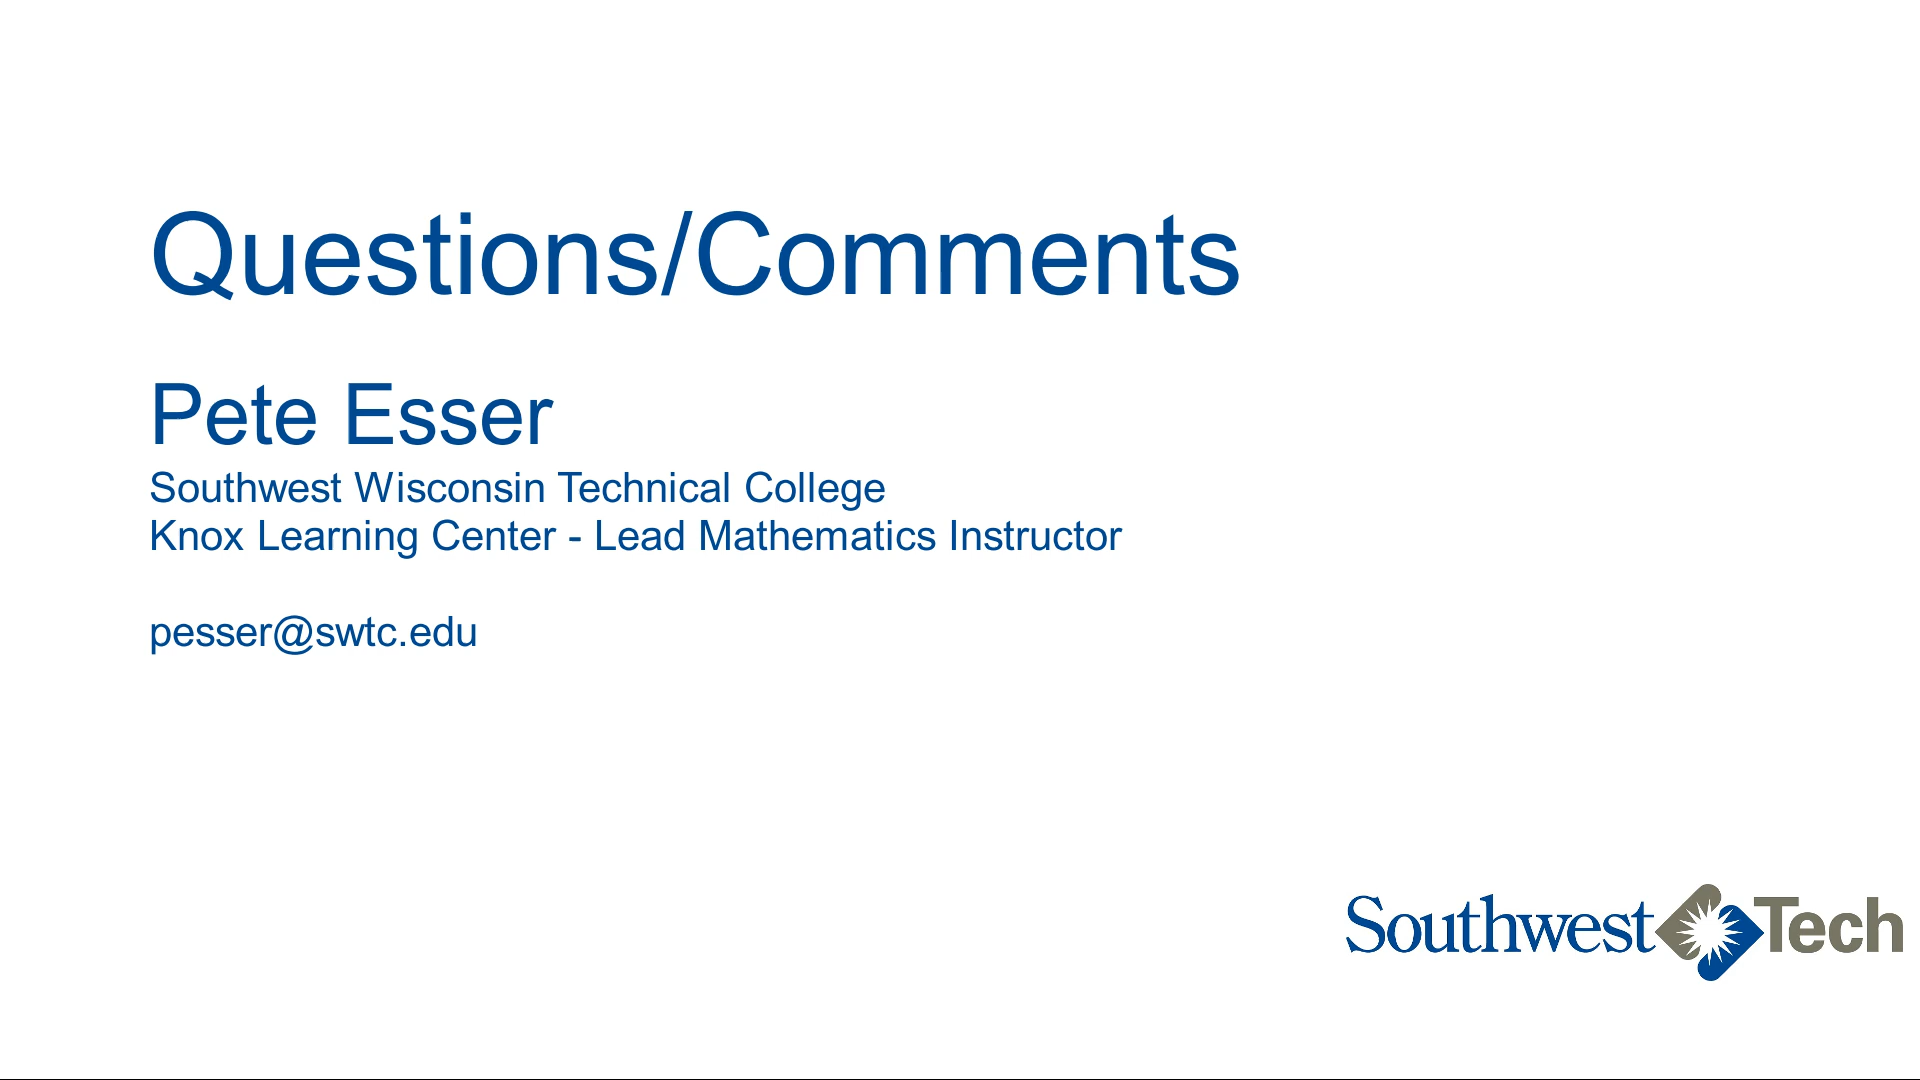 Questions/Comments
Pete Esser
Southwest Wisconsin Technical College
Knox Learning Center - Lead Mathematics Instructor
pesser@swtc.edu
Southwest Tech